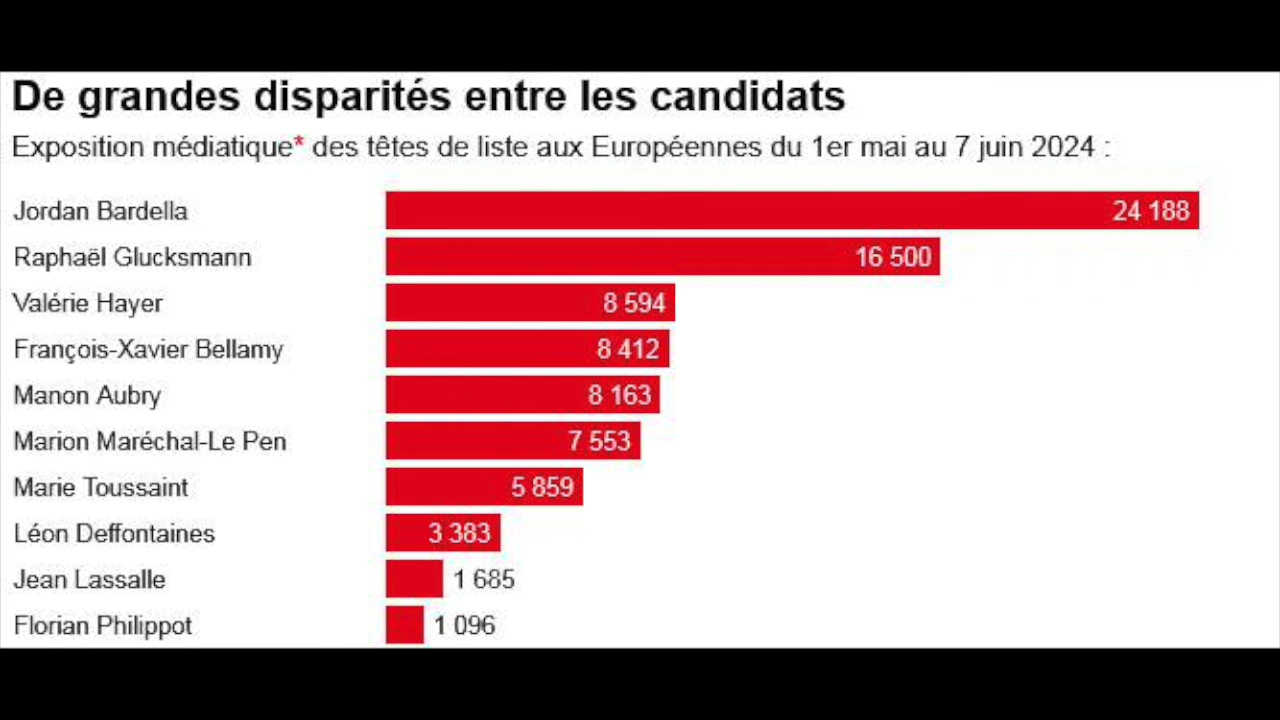 De grandes disparités entre les candidats
Exposition médiatique* des têtes de liste aux Européennes du 1er mai au 7 juin 2024 :
Jordan Bardella 24 188
Raphaël Glucksmann 16 500
Valérie Hayer 8 594
François-Xavier Bellamy 8 412
Manon Aubry 8 163
Marion Maréchal-Le Pen 7 553
Marie Toussaint 5 859
Léon Deffontaines 3 383
Jean Lassalle 1 685
Florian Philippot 1 096